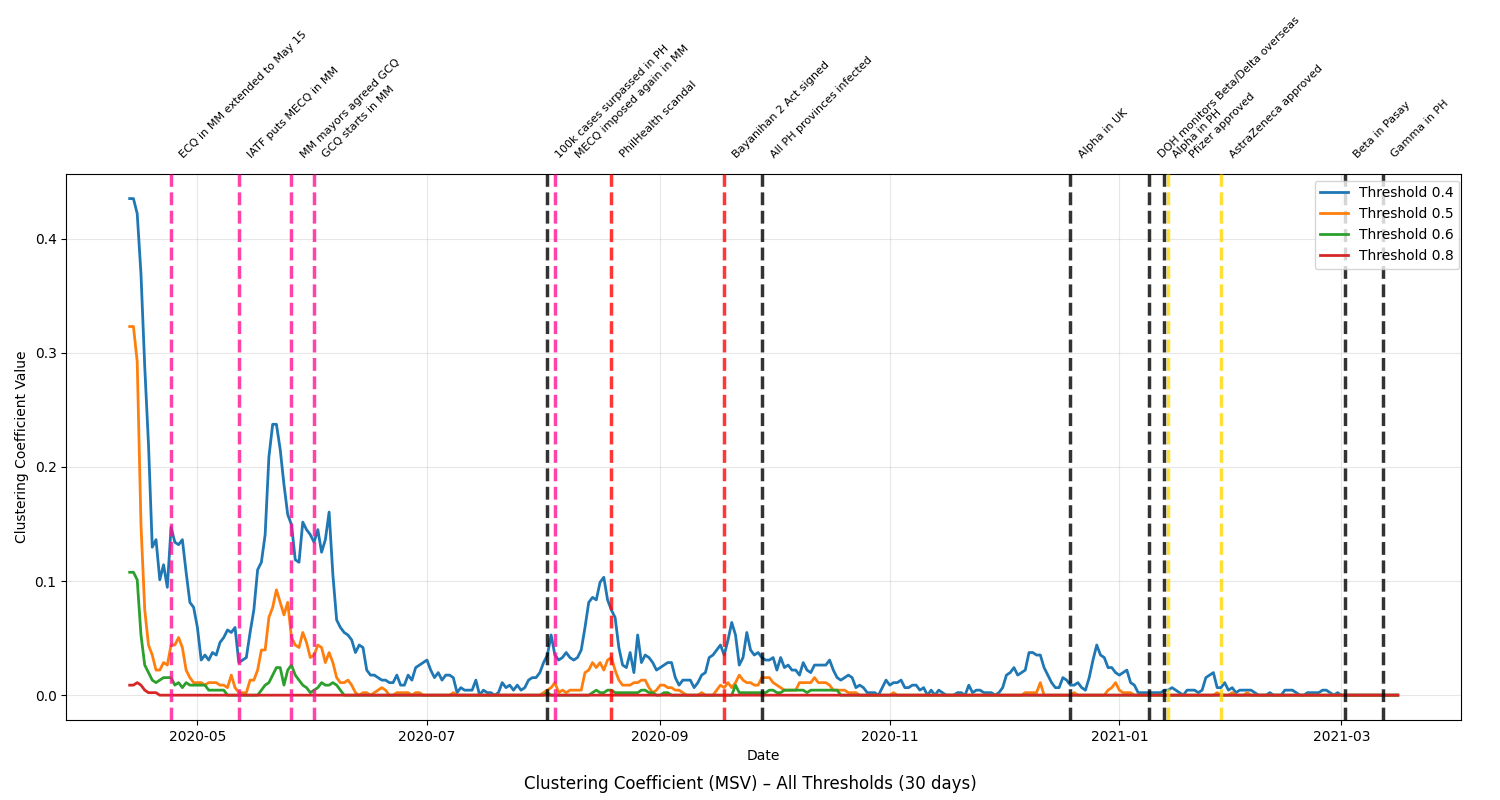 ECQ in MM extended to May 15
IATF puts MECQ in MM
MM mayors agreed GCQ
GCQ starts in MM
100k cases surpassed in PH
MECQ imposed again in MM
PhilHealth scandal
Bayanihan 2 Act signed
All PH provinces infected
Alpha in UK
DOH monitors Beta/Delta overseas
Alpha in PH
Pfizer approved
AstraZeneca approved
Beta in Pasay
Gamma in PH
Threshold 0.4
Threshold 0.5
Threshold 0.6
Threshold 0.8
Clustering Coefficient Value
0.4
0.3
0.2
0.1
0.0
2020-05
2020-07
2020-09
2020-11
2021-01
2021-03
Date
Clustering Coefficient (MSV) – All Thresholds (30 days)